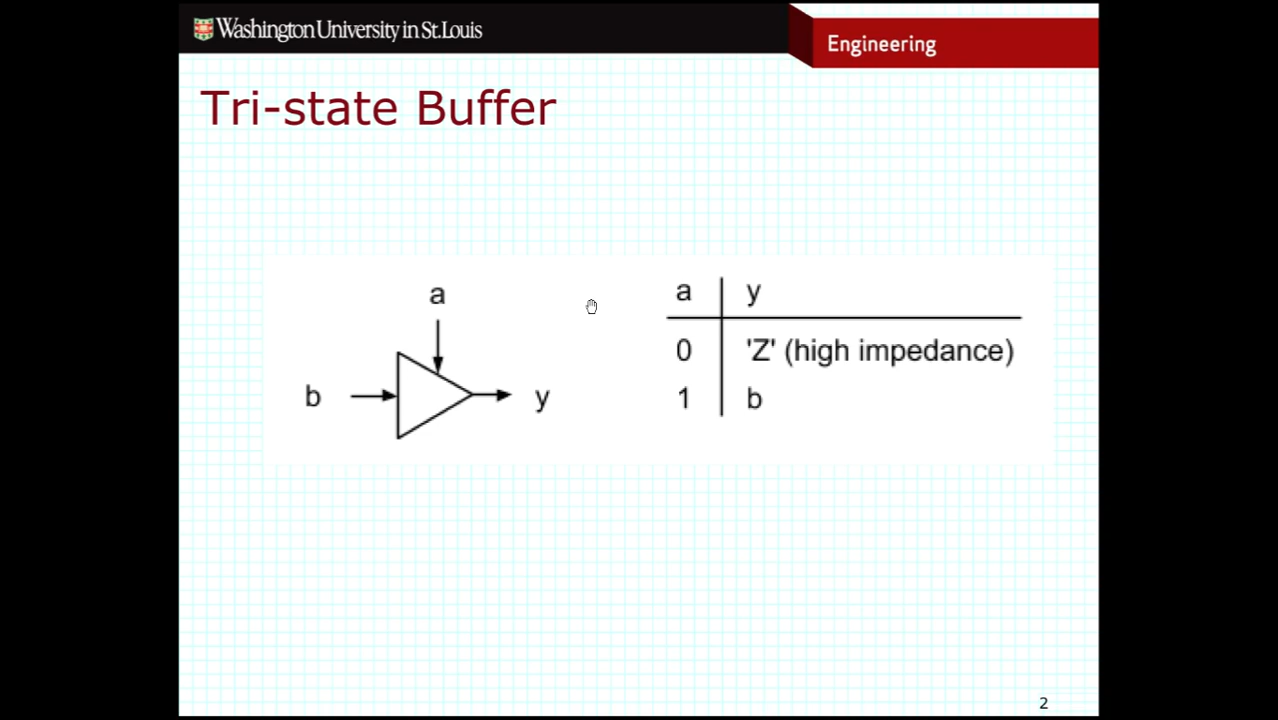 Washington University in St. Louis
Engineering
Tri-state Buffer
a
b
y
a y
0 'Z' (high impedance)
1 b
2